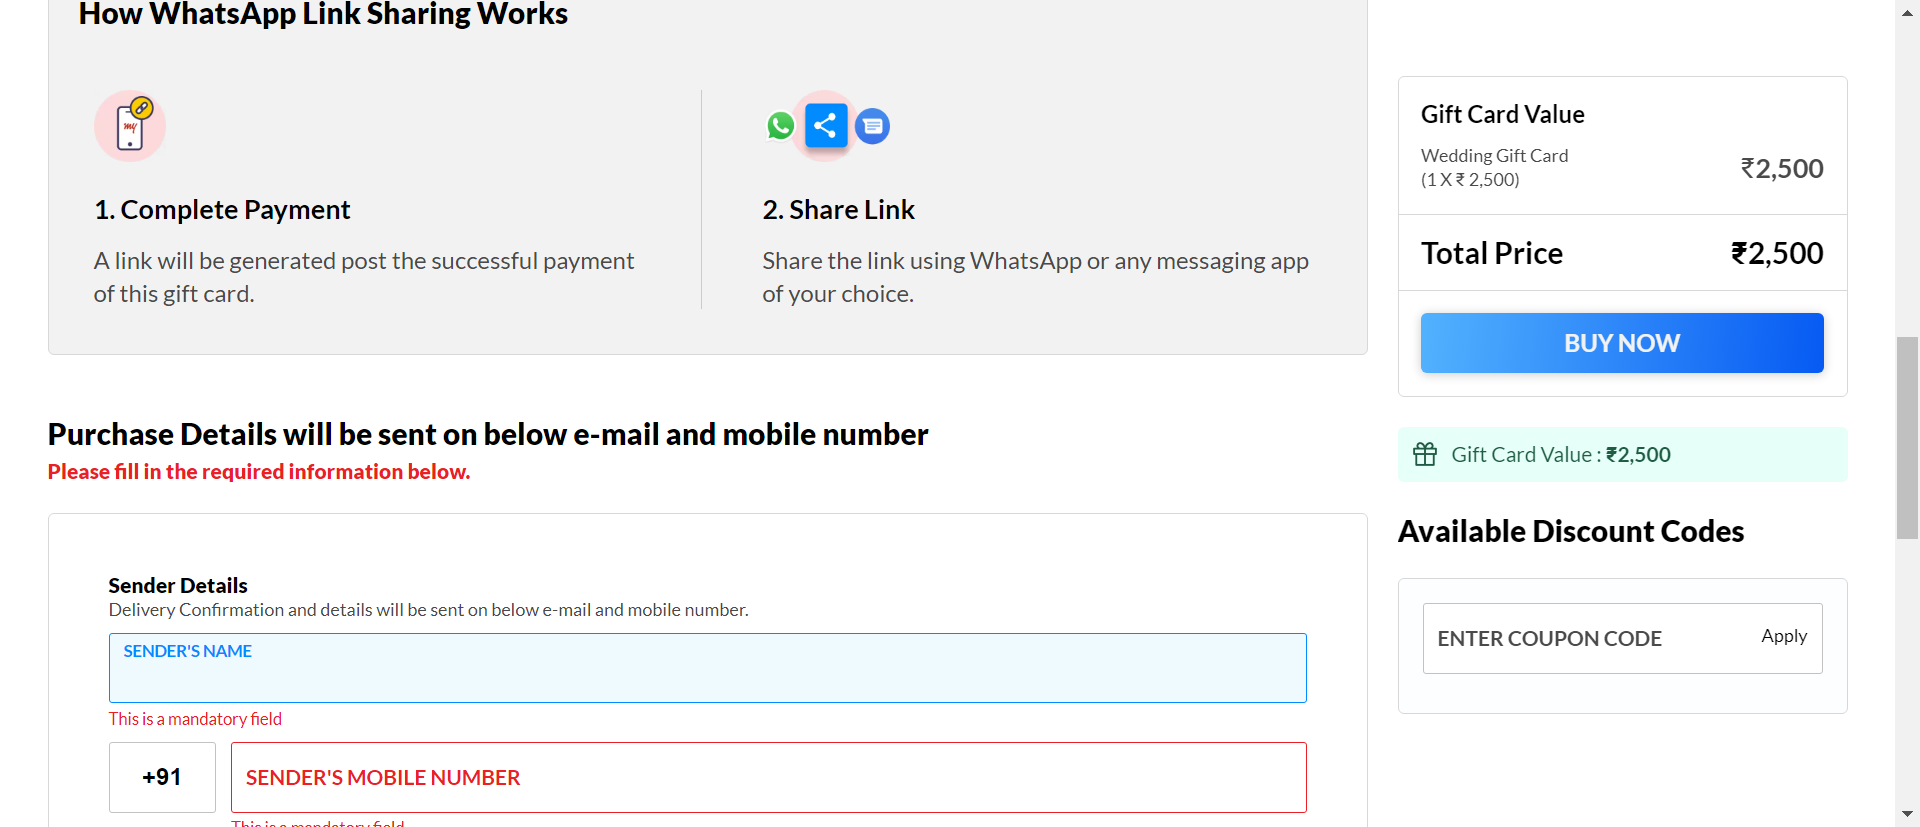 How WhatsApp Link Sharing Works
my
1. Complete Payment
A link will be generated post the successful payment
of this gift card.
2. Share Link
Share the link using WhatsApp or any messaging app
of your choice.
Purchase Details will be sent on below e-mail and mobile number
Please fill in the required information below.
Sender Details
Delivery Confirmation and details will be sent on below e-mail and mobile number.
SENDER'S NAME
This is a mandatory field
+91
SENDER'S MOBILE NUMBER
This is a mandatory field
Gift Card Value
Wedding Gift Card
(1 X ₹ 2,500)
₹2,500
Total Price
₹2,500
BUY NOW
Gift Card Value : ₹2,500
Available Discount Codes
ENTER COUPON CODE
Apply